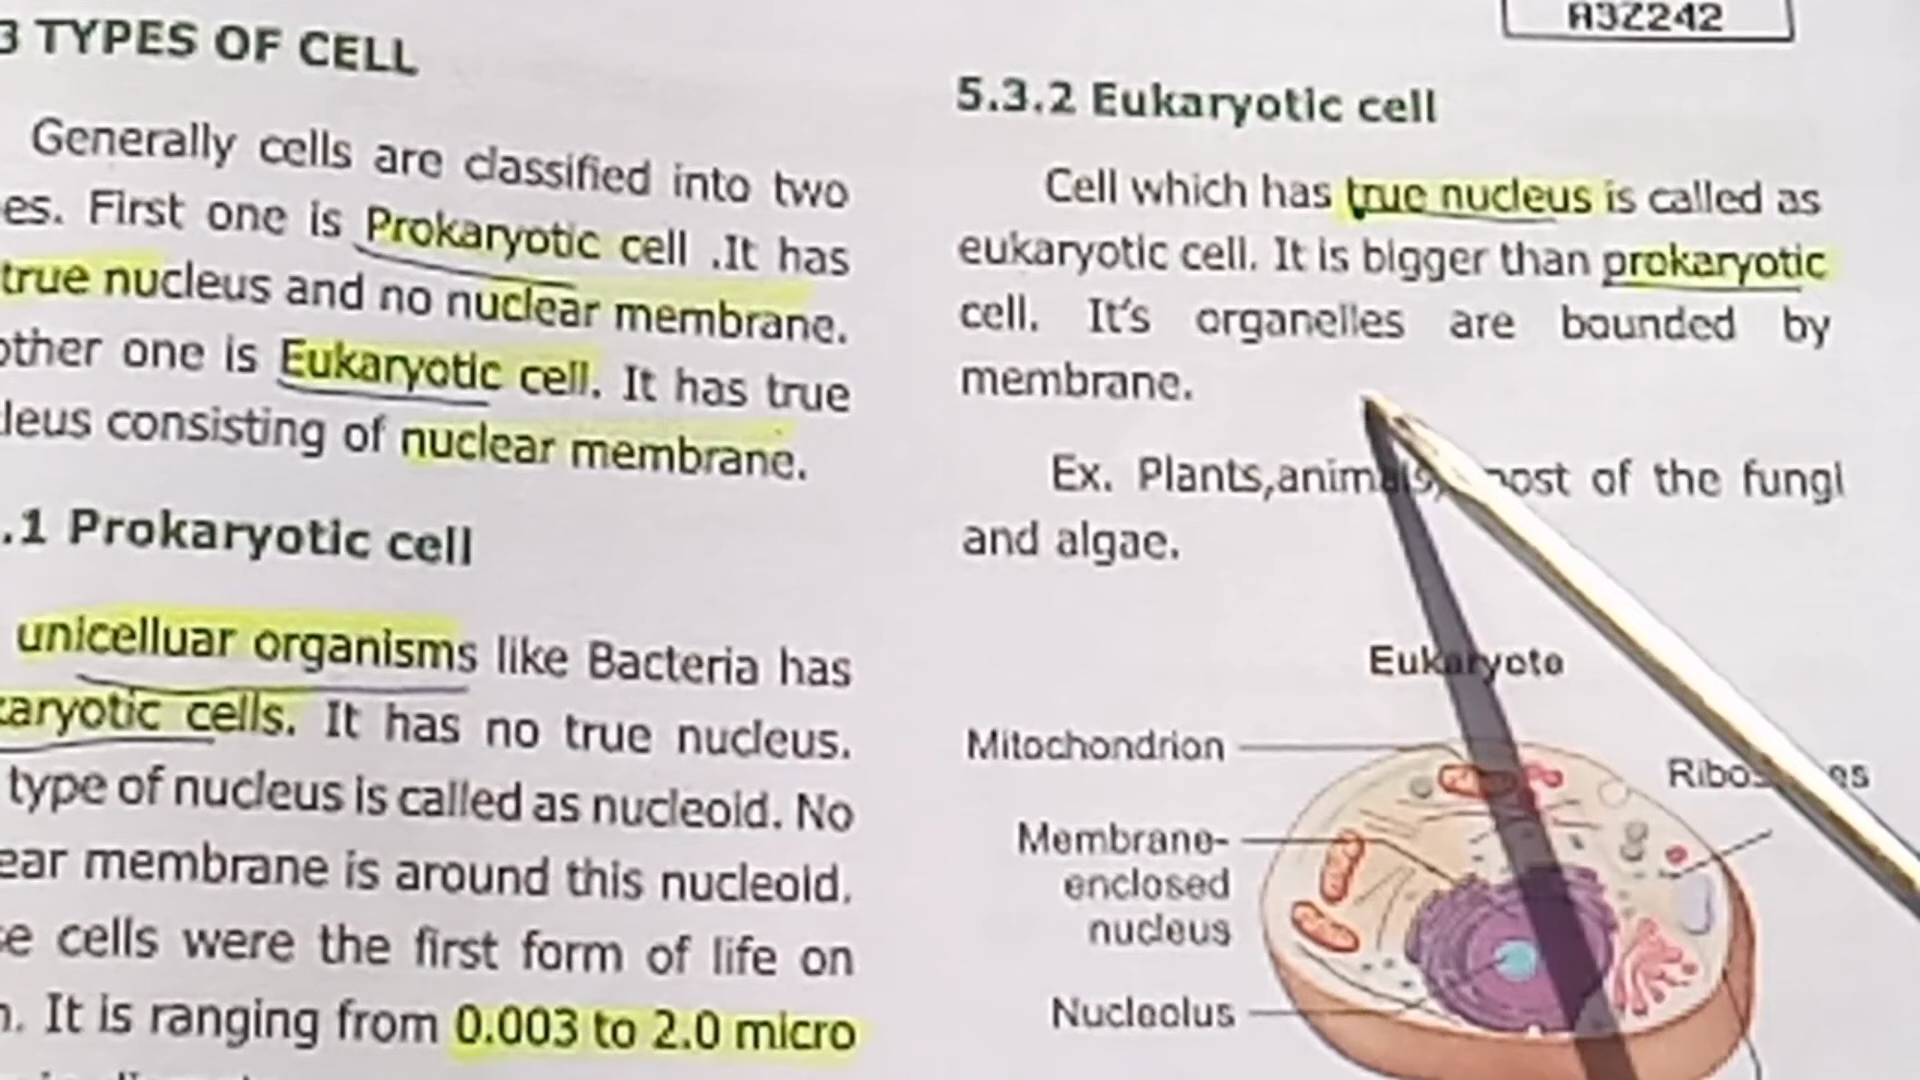 3 TYPES OF CELL
Generally cells are classified into two
es. First one is Prokaryotic cell .It has
true nucleus and no nuclear membrane.
other one is Eukaryotic cell. It has true
leus consisting of nuclear membrane.
.1 Prokaryotic cell
unicelluar organisms like Bacteria has
karyotic cells. It has no true nucleus.
type of nucleus is called as nucleoid. No
ear membrane is around this nucleoid.
se cells were the first form of life on
h. It is ranging from 0.003 to 2.0 micro
A3Z242
5.3.2 Eukaryotic cell
Cell which has true nucleus is called as
eukaryotic cell. It is bigger than prokaryotic
cell. It's organelles are bounded by
membrane.
Ex. Plants,animals, most of the fungi
and algae.
Eukaryote
Mitochondrion
Ribosomes
Membrane-
enclosed
nucleus
Nucleolus